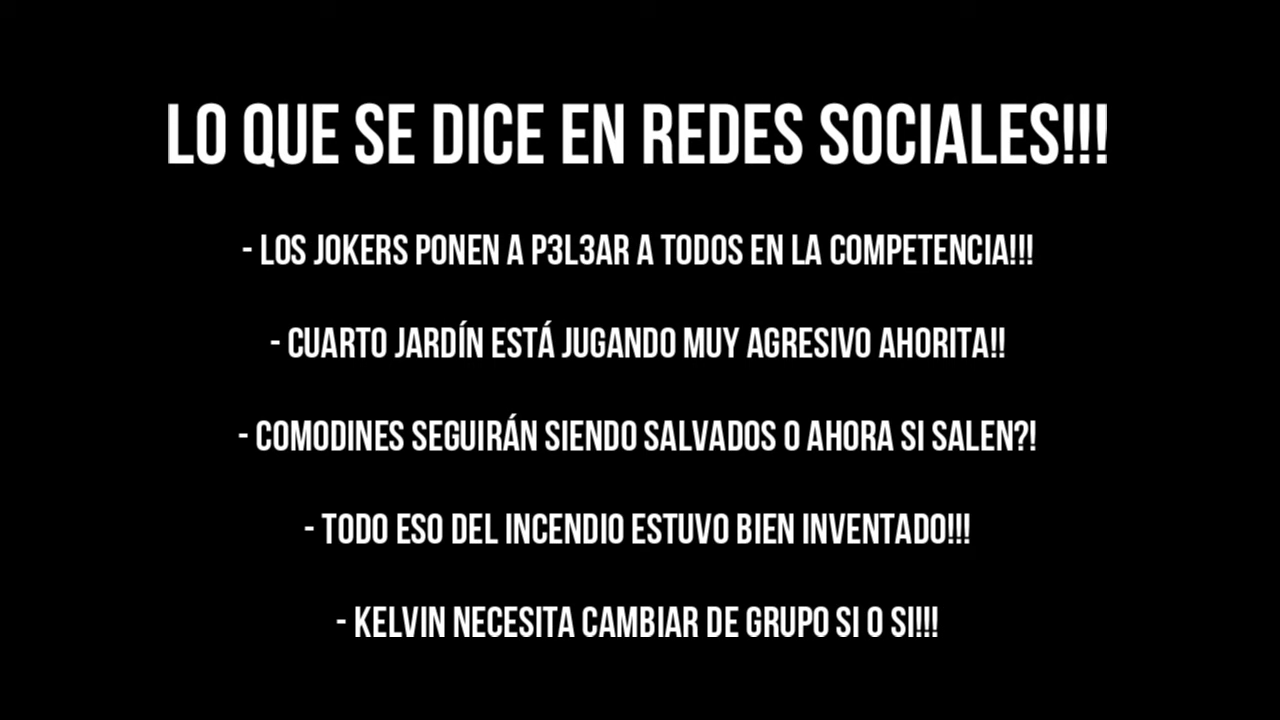 LO QUE SE DICE EN REDES SOCIALES!!!
- LOS JOKERS PONEN A P3L3AR A TODOS EN LA COMPETENCIA!!!
- CUARTO JARDÍN ESTÁ JUGANDO MUY AGRESIVO AHORITA!!
- COMODINES SEGUIRÁN SIENDO SALVADOS O AHORA SI SALEN?!
- TODO ESO DEL INCENDIO ESTUVO BIEN INVENTADO!!!
- KELVIN NECESITA CAMBIAR DE GRUPO SI O SI!!!